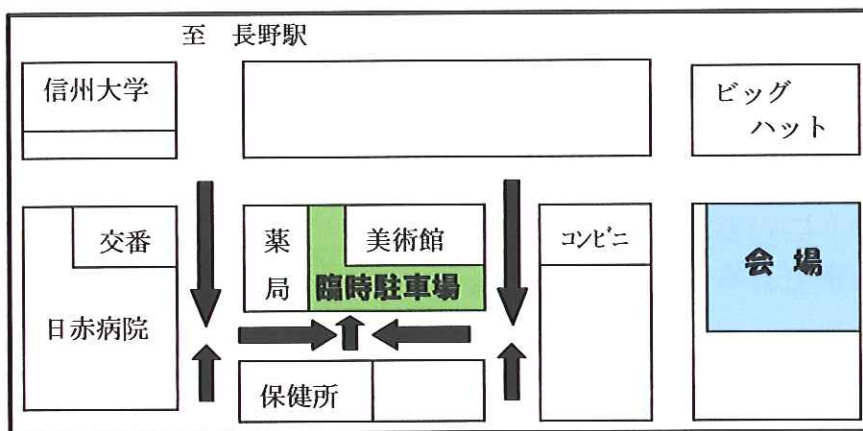 至 長野駅
信州大学
ビッグ
ハット
交番
薬
局
美術館
コンビニ
会 場
臨時駐車場
日赤病院
保健所